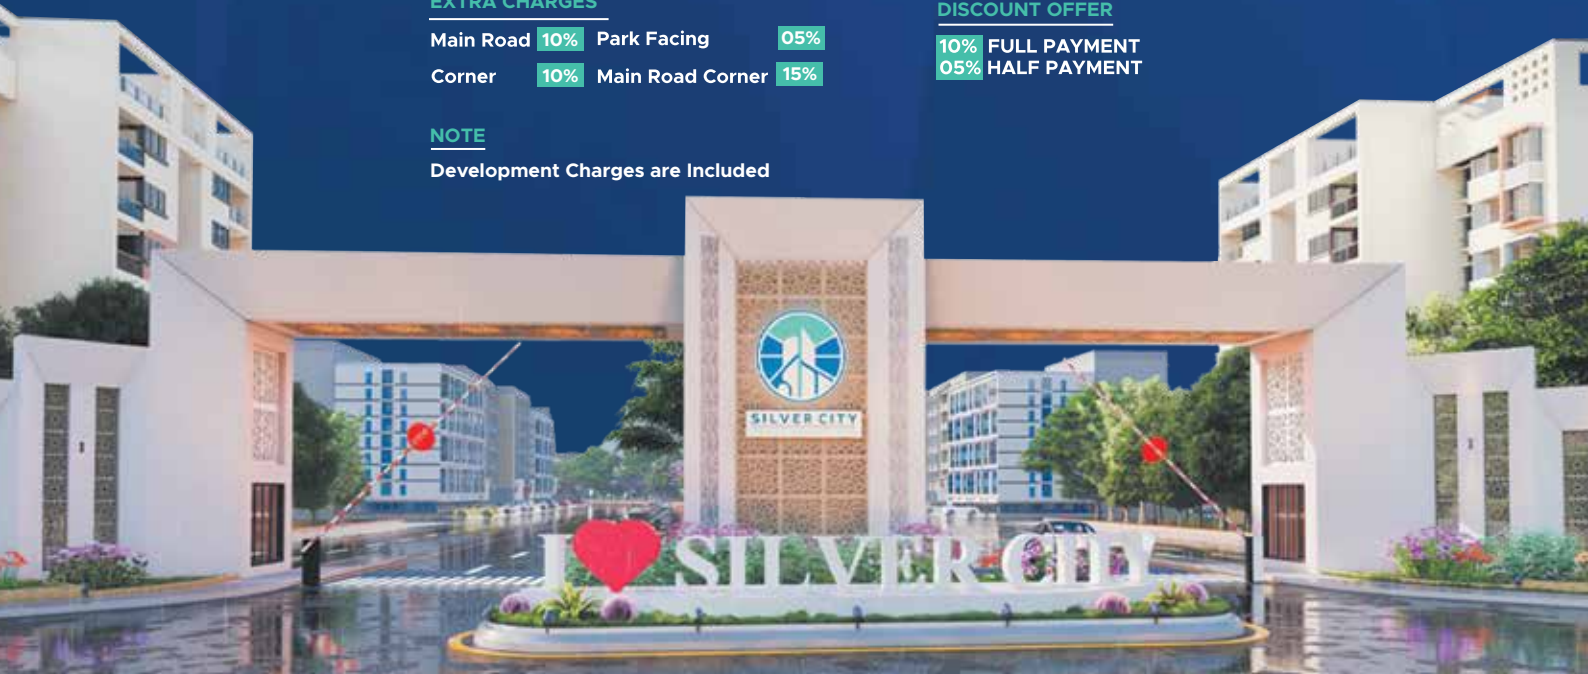 EXTRA CHARGES
Main Road 10% Park Facing 05%
Corner 10% Main Road Corner 15%
NOTE
Development Charges are Included
DISCOUNT OFFER
10% FULL PAYMENT
05% HALF PAYMENT
SILVER CITY
I SILVER CITY